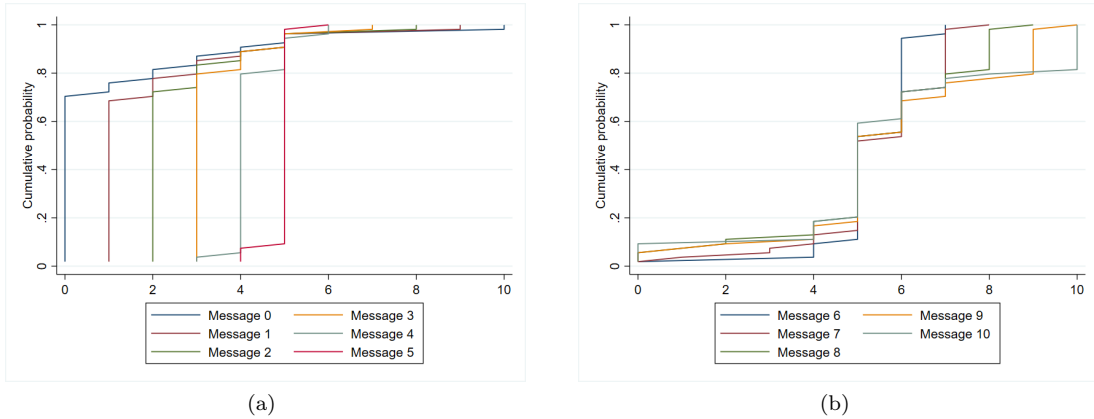 Cumulative probability
0 .2 .4 .6 .8 1
0 2 4 6 8 10
Message 0 Message 3
Message 1 Message 4
Message 2 Message 5
(a)
Cumulative probability
0 .2 .4 .6 .8 1
0 2 4 6 8 10
Message 6 Message 9
Message 7 Message 10
Message 8
(b)